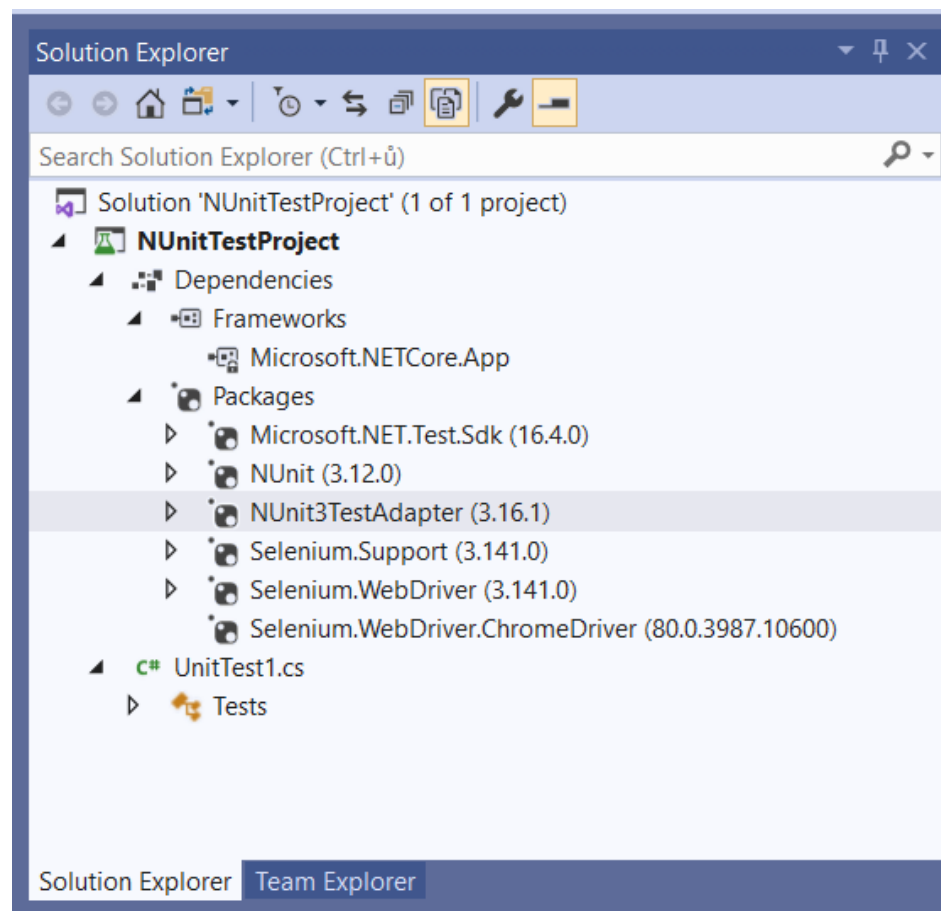 Solution Explorer
Search Solution Explorer (Ctrl+ů)
Solution 'NUnitTestProject' (1 of 1 project)
NUnitTestProject
Dependencies
Frameworks
Microsoft.NETCore.App
Packages
Microsoft.NET.Test.Sdk (16.4.0)
NUnit (3.12.0)
NUnit3TestAdapter (3.16.1)
Selenium.Support (3.141.0)
Selenium.WebDriver (3.141.0)
Selenium.WebDriver.ChromeDriver (80.0.3987.10600)
C# UnitTest1.cs
Tests
Solution Explorer Team Explorer